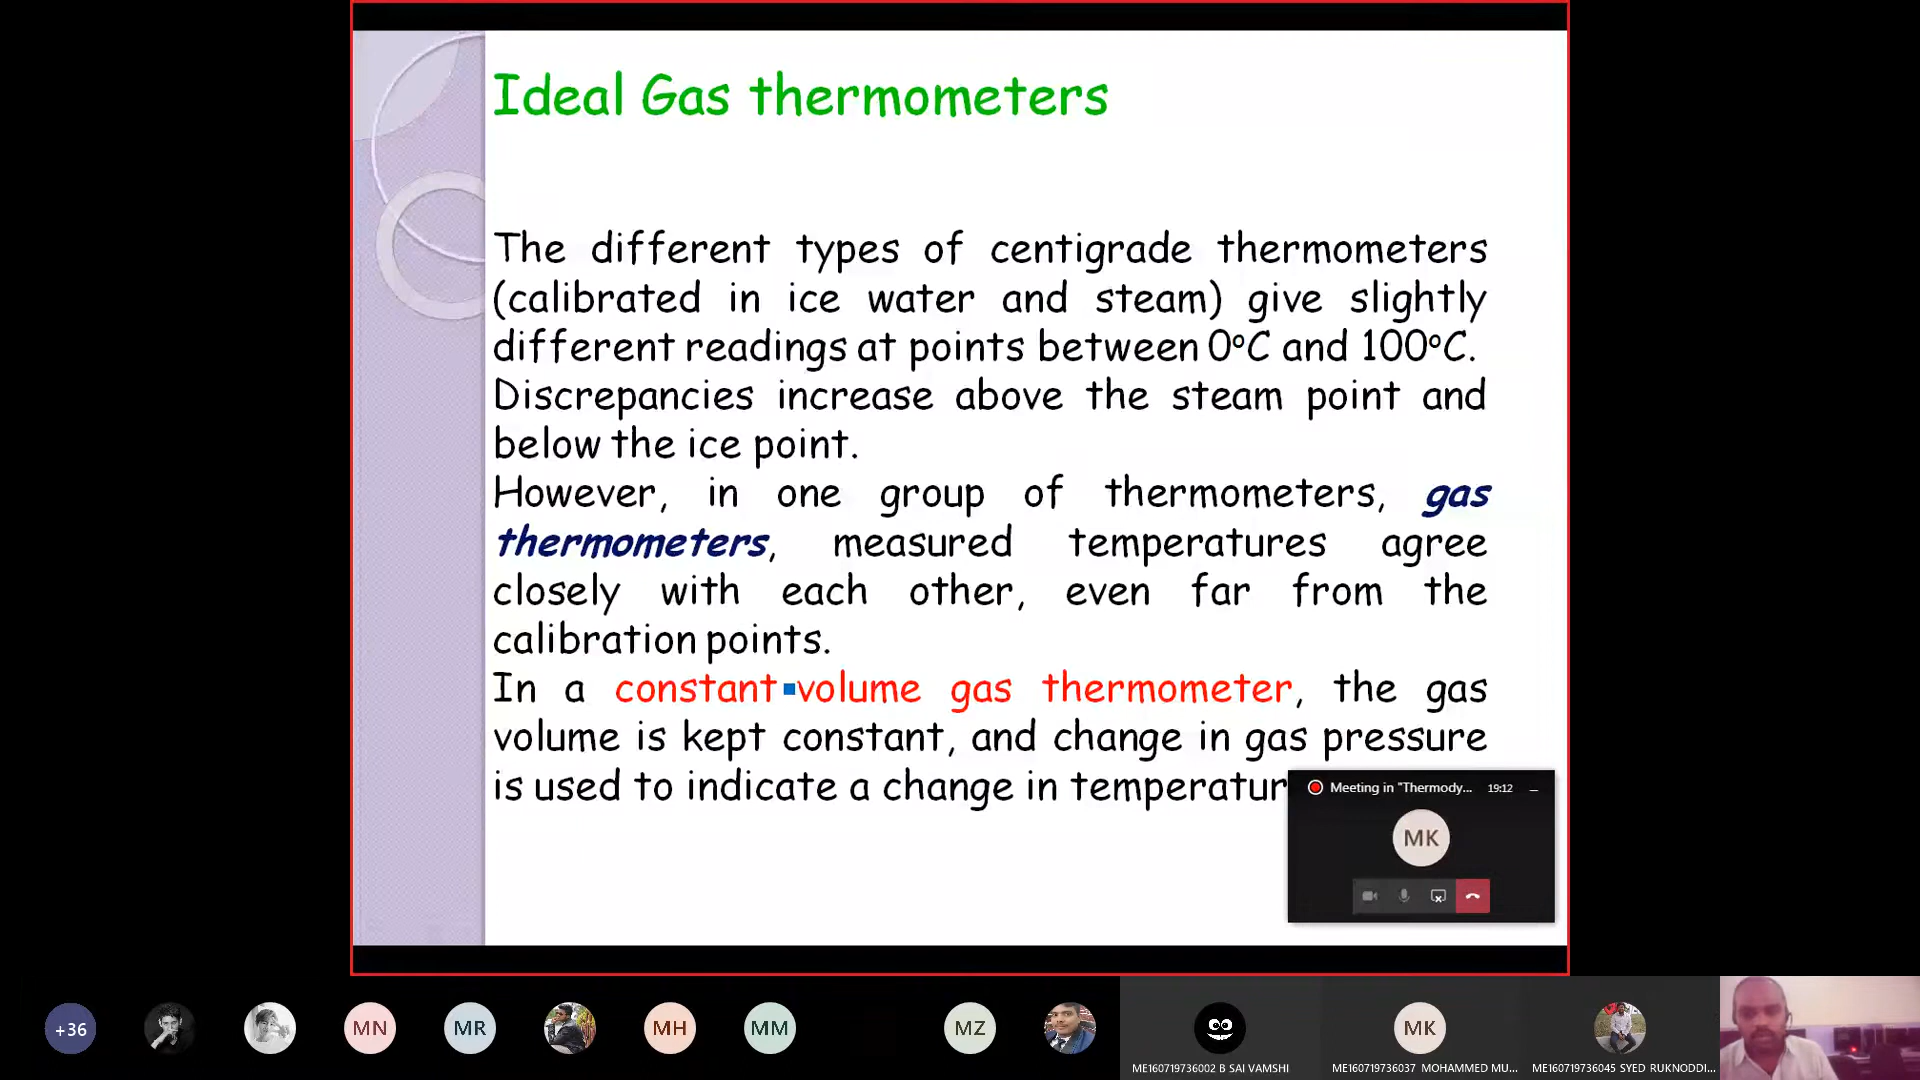 Ideal Gas thermometers
The different types of centigrade thermometers
(calibrated in ice water and steam) give slightly
different readings at points between 0°C and 100°C.
Discrepancies increase above the steam point and
below the ice point.
However, in one group of thermometers, gas
thermometers, measured temperatures agree
closely with each other, even far from the
calibration points.
In a constant volume gas thermometer, the gas
volume is kept constant, and change in gas pressure
is used to indicate a change in temperatur
Meeting in "Thermody... 19:12
MK
+36
MN
MR
MH
MM
MZ
MK
ME160719736002 B SAI VAMSHI
ME160719736037 MOHAMMED MU...
ME160719736045 SYED RUKNODDI...